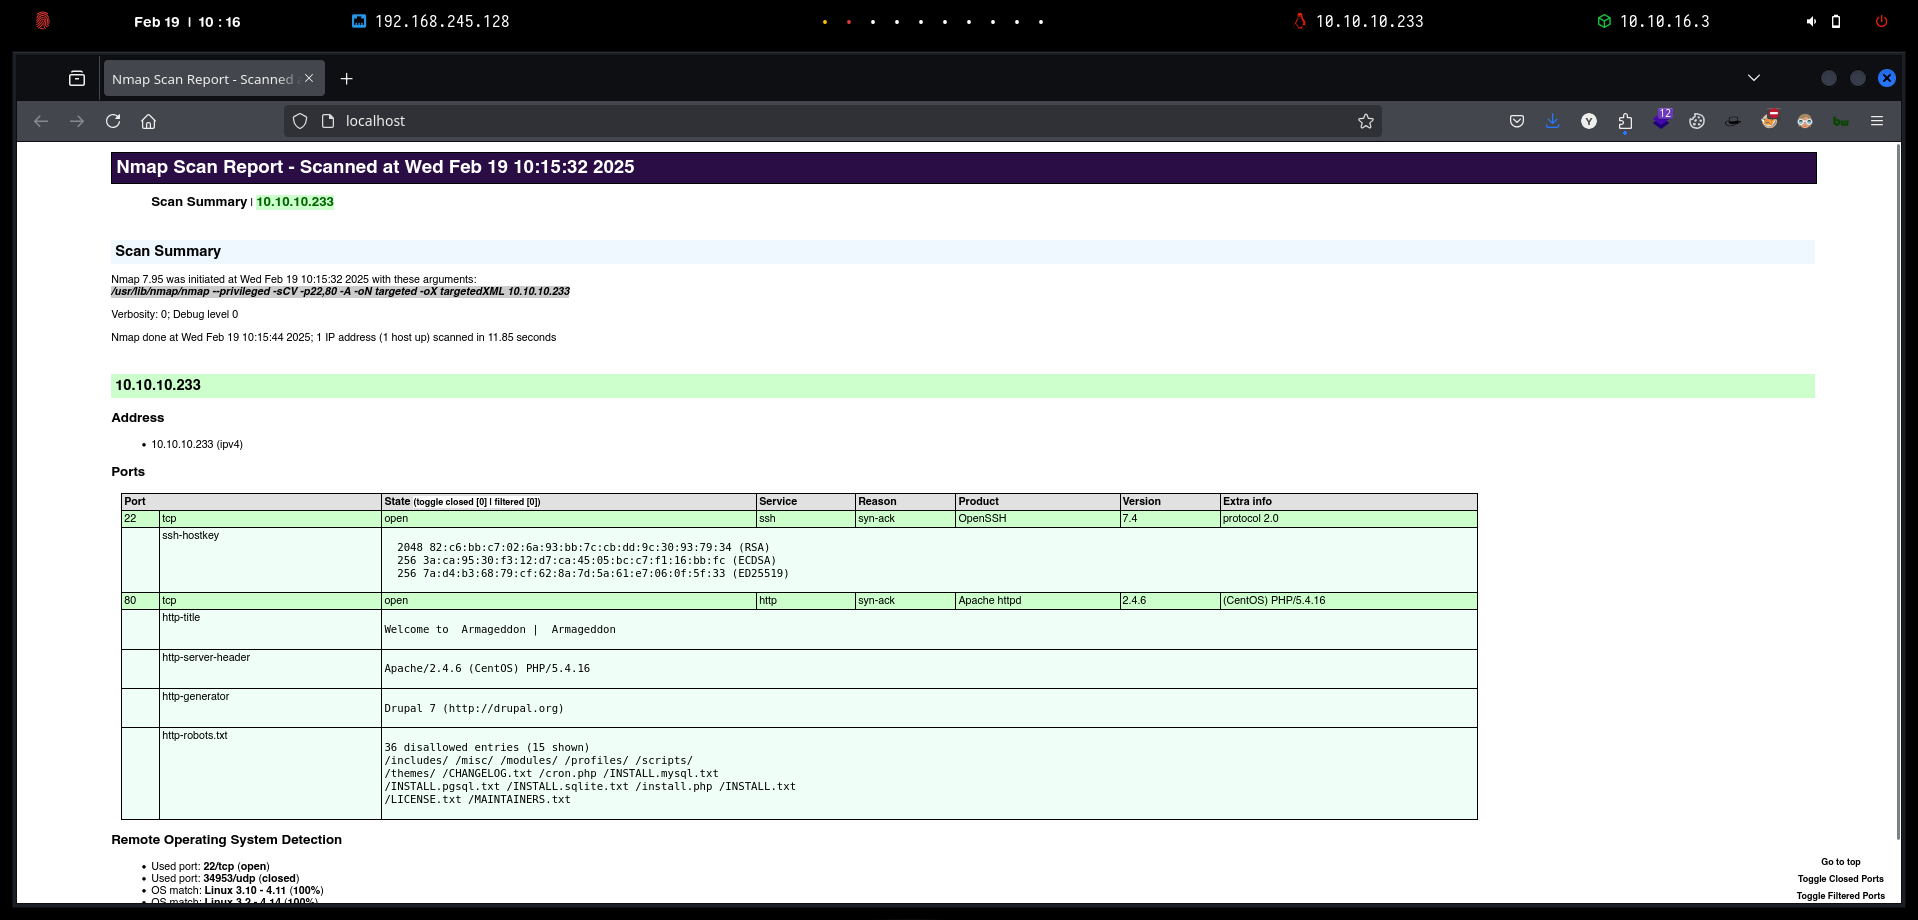 Feb 19 | 10 : 16
192.168.245.128
10.10.10.233
10.10.16.3
Nmap Scan Report - Scanned
localhost
12
Y
bw
Nmap Scan Report - Scanned at Wed Feb 19 10:15:32 2025
Scan Summary | 10.10.10.233
Scan Summary
Nmap 7.95 was initiated at Wed Feb 19 10:15:32 2025 with these arguments:
/usr/lib/nmap/nmap --privileged -sCV -p22,80 -A -oN targeted -oX targetedXML 10.10.10.233
Verbosity: 0; Debug level 0
Nmap done at Wed Feb 19 10:15:44 2025; 1 IP address (1 host up) scanned in 11.85 seconds
10.10.10.233
Address
• 10.10.10.233 (ipv4)
Ports
Port State (toggle closed [0] | filtered [0]) Service Reason Product Version Extra info
22 tcp open ssh syn-ack OpenSSH 7.4 protocol 2.0
ssh-hostkey
2048 82:c6:bb:c7:02:6a:93:bb:7c:cb:dd:9c:30:93:79:34 (RSA)
256 3a:ca:95:30:f3:12:d7:ca:45:05:bc:c7:f1:16:bb:fc (ECDSA)
256 7a:d4:b3:68:79:cf:62:8a:7d:5a:61:e7:06:0f:5f:33 (ED25519)
80 tcp open http syn-ack Apache httpd 2.4.6 (CentOS) PHP/5.4.16
http-title
Welcome to  Armageddon |  Armageddon
http-server-header
Apache/2.4.6 (CentOS) PHP/5.4.16
http-generator
Drupal 7 (http://drupal.org)
http-robots.txt
36 disallowed entries (15 shown)
/includes/ /misc/ /modules/ /profiles/ /scripts/
/themes/ /CHANGELOG.txt /cron.php /INSTALL.mysql.txt
/INSTALL.pgsql.txt /INSTALL.sqlite.txt /install.php /INSTALL.txt
/LICENSE.txt /MAINTAINERS.txt
Remote Operating System Detection
• Used port: 22/tcp (open)
• Used port: 34953/udp (closed)
• OS match: Linux 3.10 - 4.11 (100%)
• OS match: Linux 3.2 - 4.14 (100%)
Go to top
Toggle Closed Ports
Toggle Filtered Ports